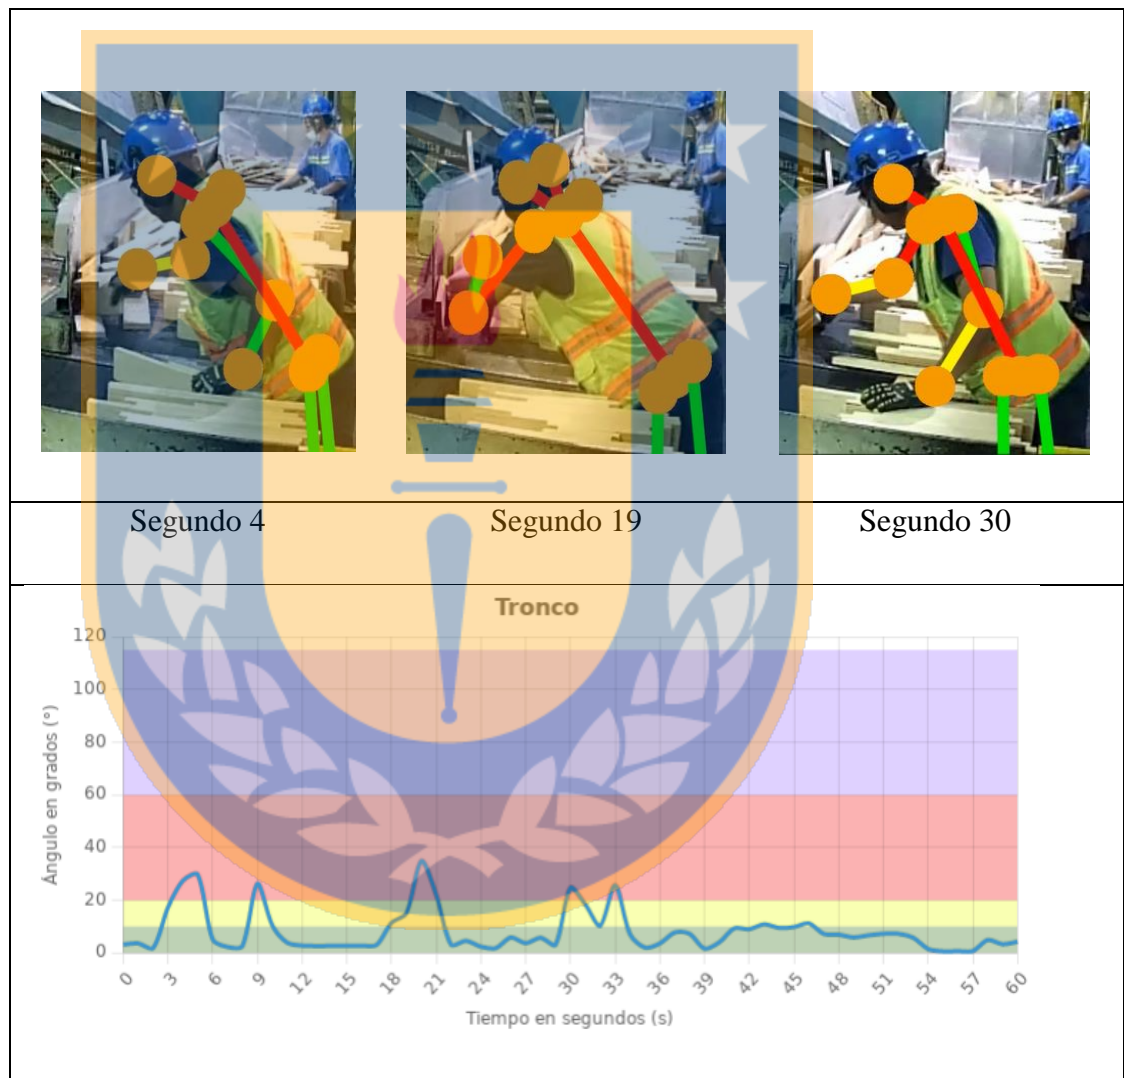 Segundo 4 Segundo 19 Segundo 30
Tronco
120
100
80
60
40
20
0
Ángulo en grados (°)
0 3 6 9 12 15 18 21 24 27 30 33 36 39 42 45 48 51 54 57 60
Tiempo en segundos (s)